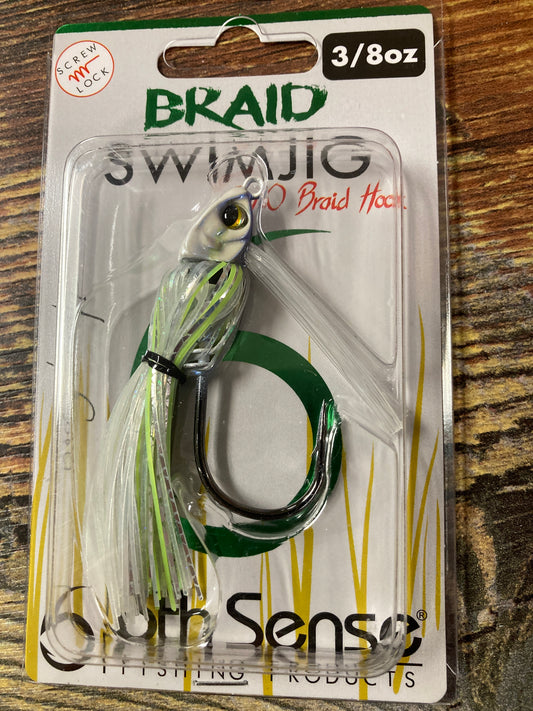 SCREW
LOCK
3/8oz
BRAID
SWIMJIG
Braid Hook
6th Sense®
FISHING PRODUCTS